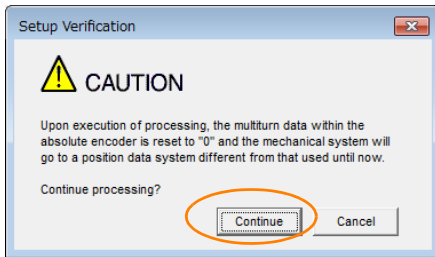 Setup Verification
CAUTION
Upon execution of processing, the multiturn data within the
absolute encoder is reset to "0" and the mechanical system will
go to a position data system different from that used until now.
Continue processing?
Continue Cancel